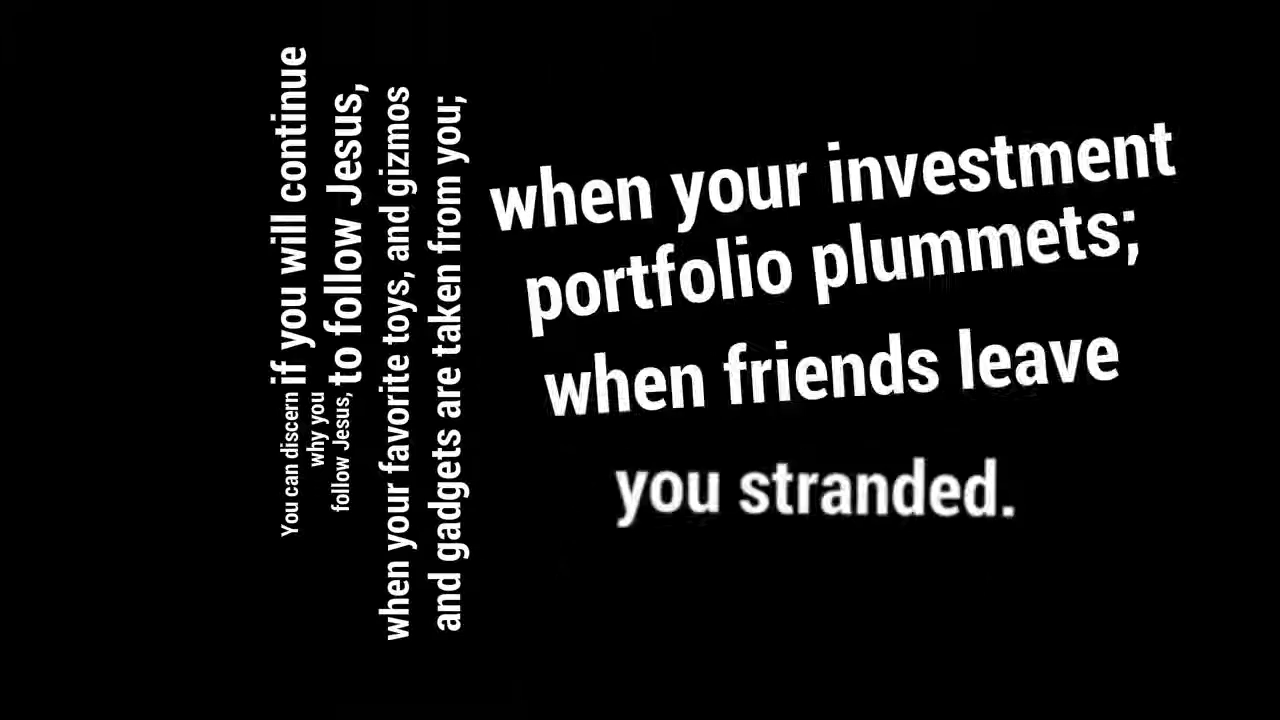 You can discern
why you
follow Jesus,
if you will continue
to follow Jesus,
when your favorite toys, and gizmos
and gadgets are taken from you;
when your investment
portfolio plummets;
when friends leave
you stranded.